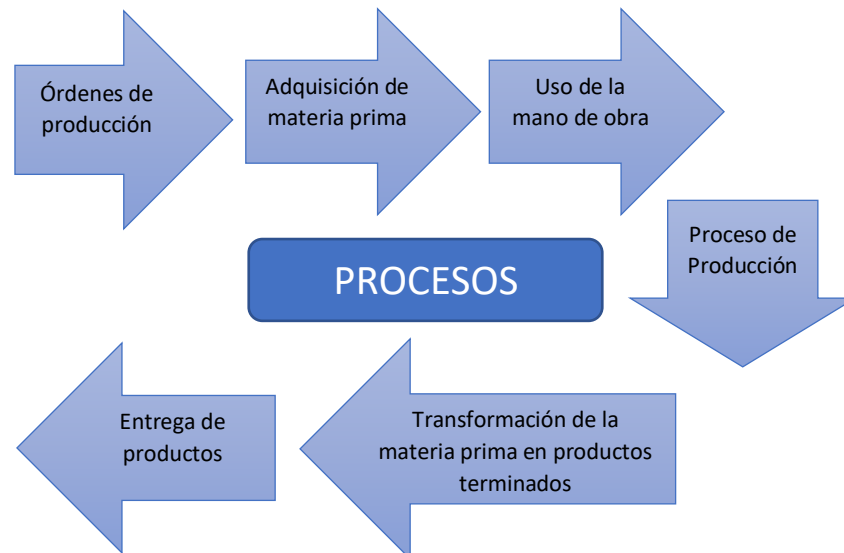 Órdenes de
producción
Adquisición de
materia prima
Uso de la
mano de obra
Proceso de
Producción
PROCESOS
Transformación de la
materia prima en productos
terminados
Entrega de
productos